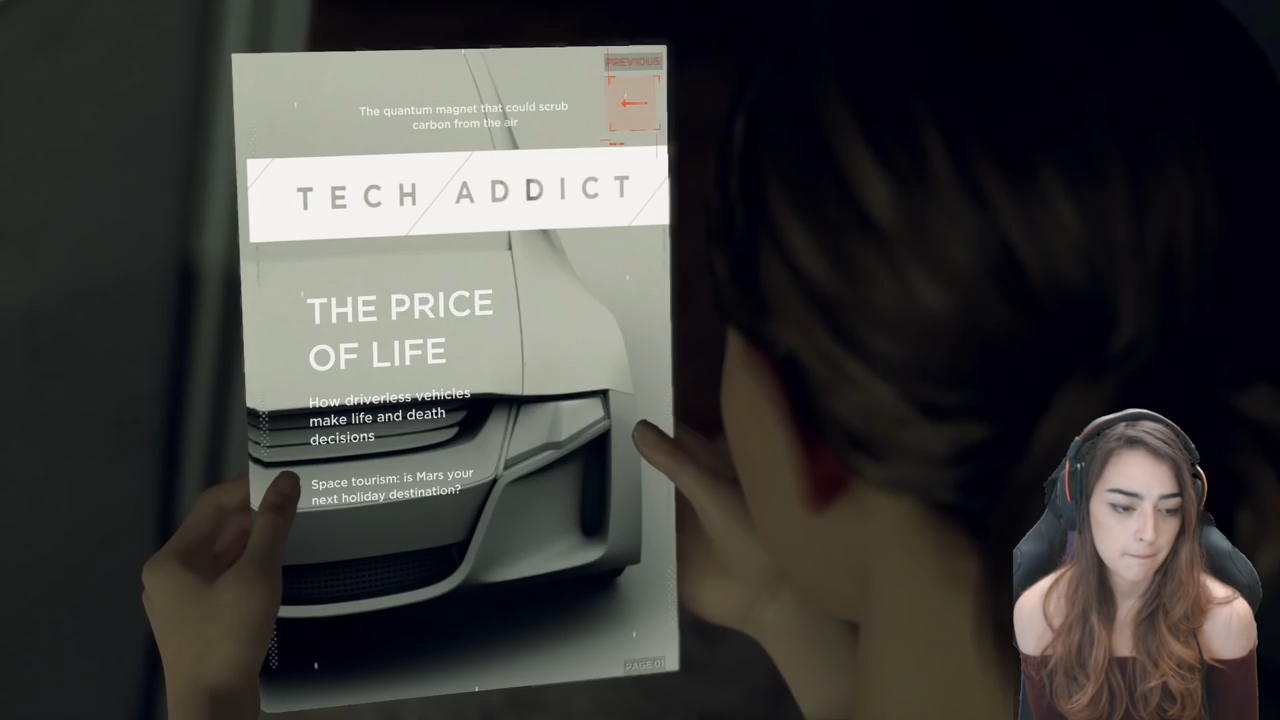 PREVIOUS
The quantum magnet that could scrub
carbon from the air
TECH ADDICT
THE PRICE
OF LIFE
How driverless vehicles
make life and death
decisions
Space tourism: is Mars your
next holiday destination?
PAGE 01